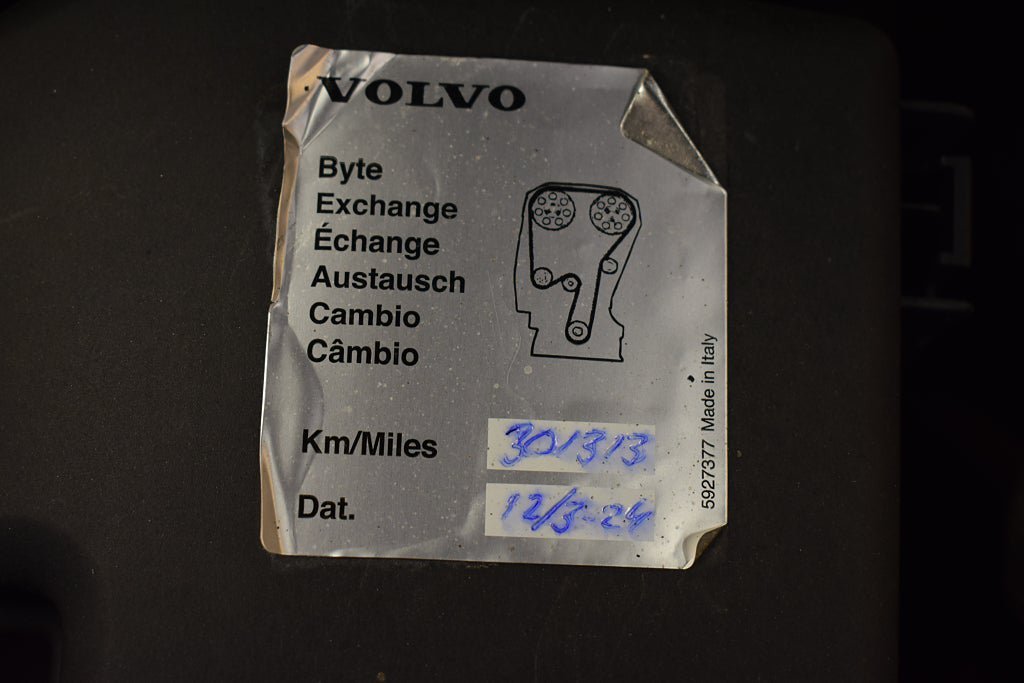 VOLVO
Byte
Exchange
Échange
Austausch
Cambio
Câmbio
Km/Miles 301313
Dat. 12/3-24
5927377 Made in Italy